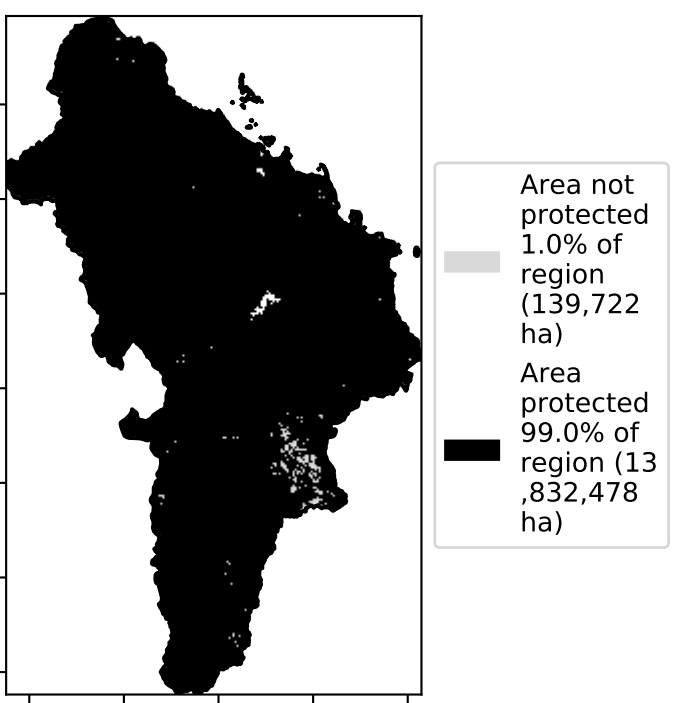 Area not
protected
1.0% of
region
(139,722
ha)
Area
protected
99.0% of
region (13
,832,478
ha)